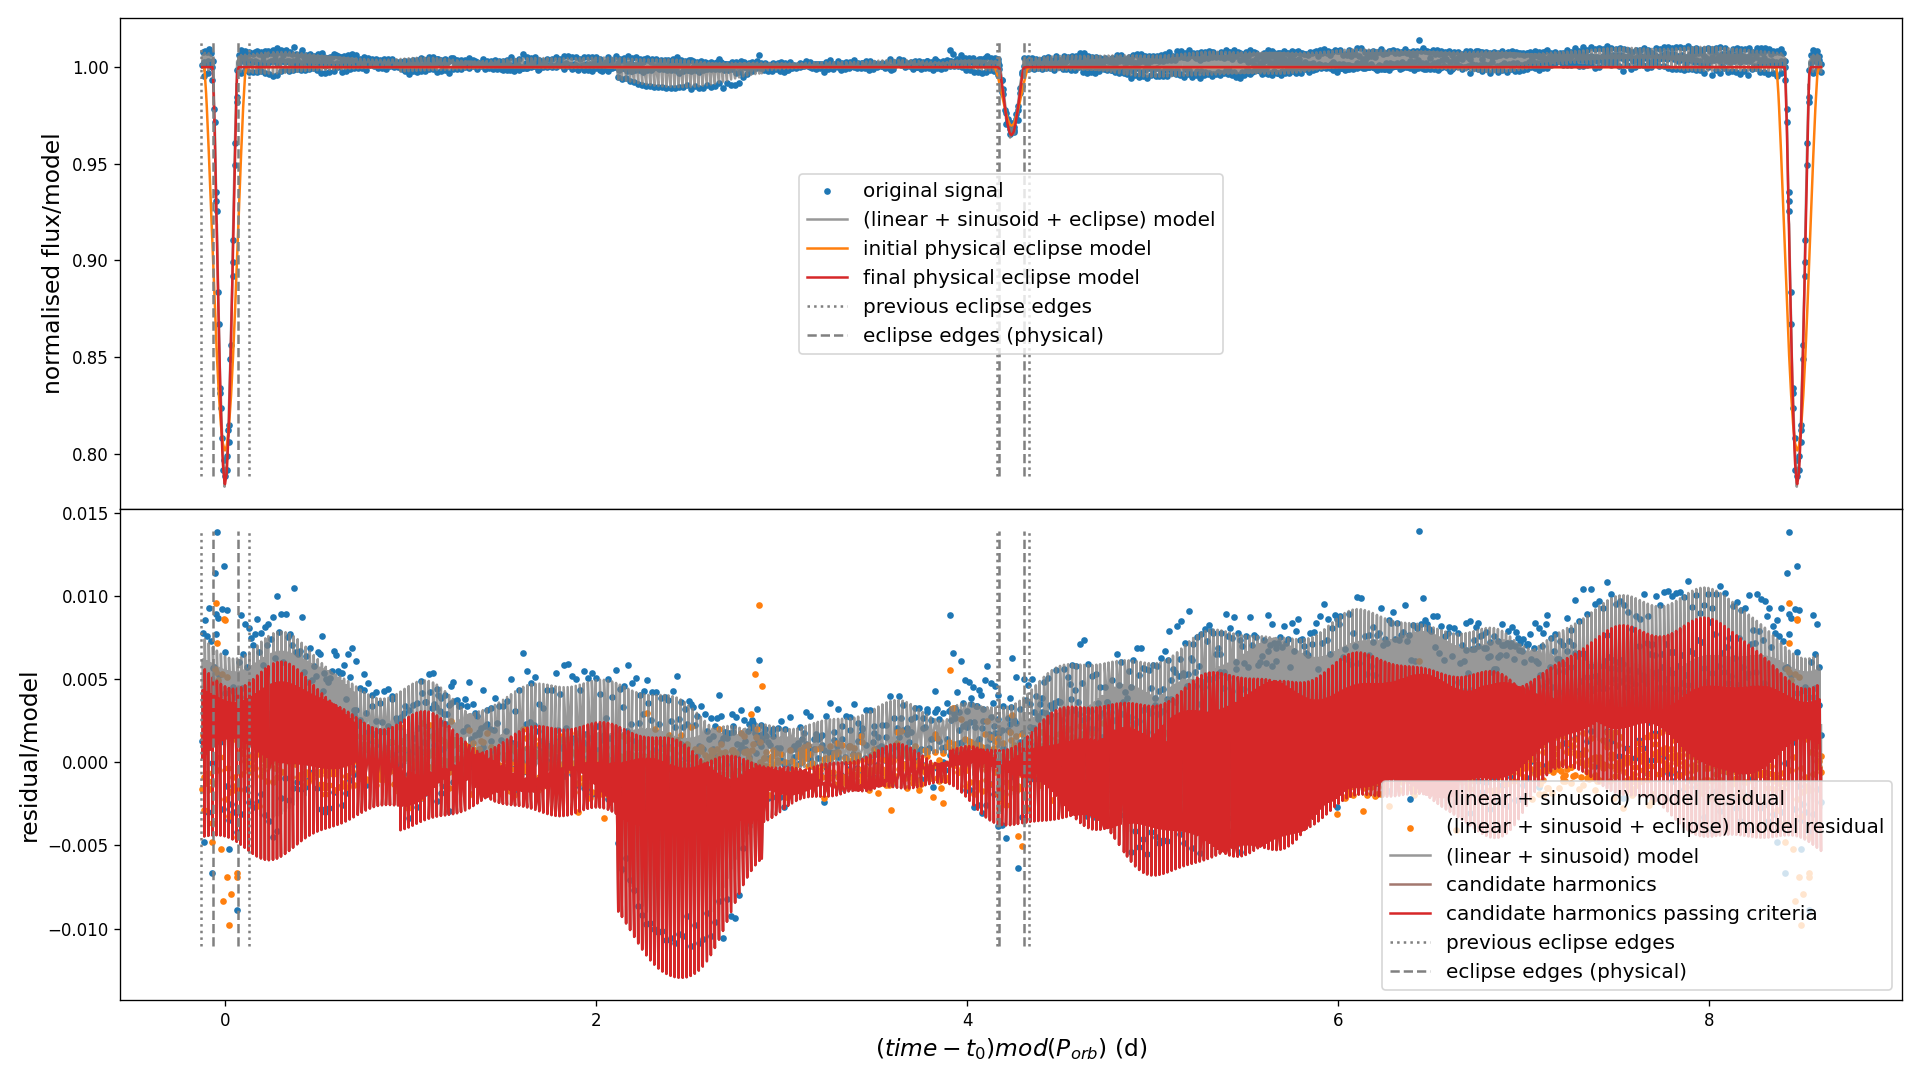 normalised flux/model
1.00
0.95
0.90
0.85
0.80
original signal
(linear + sinusoid + eclipse) model
initial physical eclipse model
final physical eclipse model
previous eclipse edges
eclipse edges (physical)
residual/model
0.015
0.010
0.005
0.000
−0.005
−0.010
(linear + sinusoid) model residual
(linear + sinusoid + eclipse) model residual
(linear + sinusoid) model
candidate harmonics
candidate harmonics passing criteria
previous eclipse edges
eclipse edges (physical)
0 2 4 6 8
(time − t₀)mod(Pₒᵣb) (d)